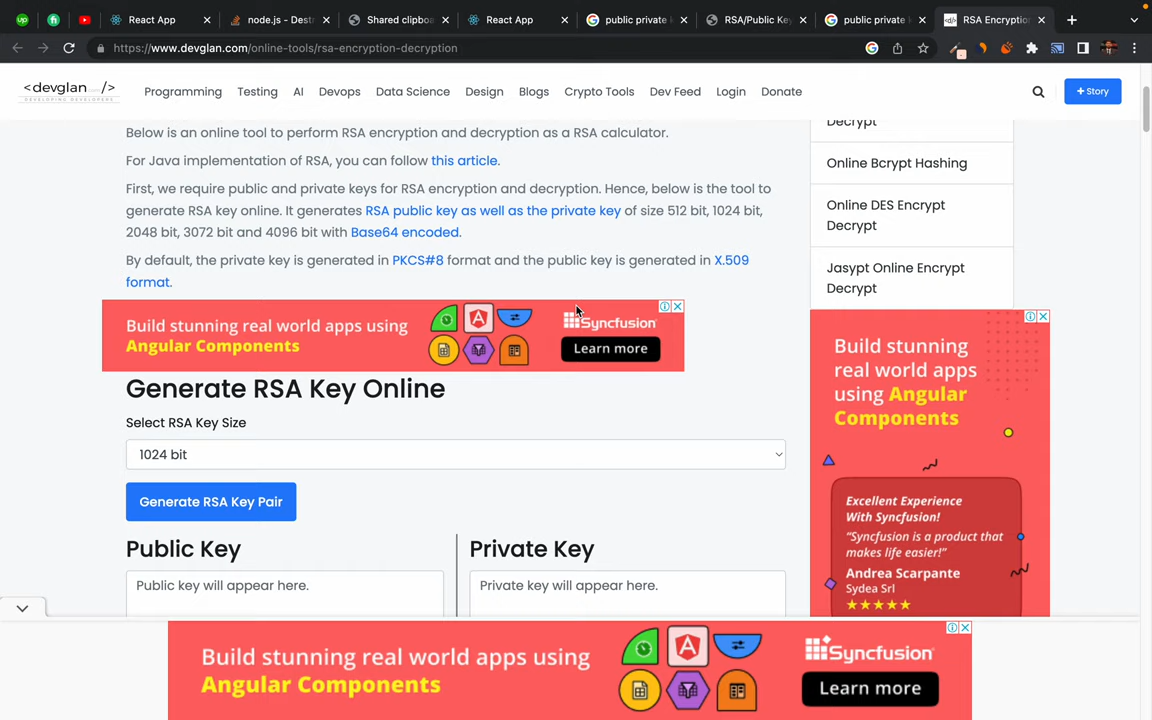 React App
node.js - Dest
Shared clipboa
React App
public private k
RSA/Public Key
public private k
RSA Encryption
https://www.devglan.com/online-tools/rsa-encryption-decryption
<devglan />
DEVELOPING DEVELOPERS
Programming
Testing
AI
Devops
Data Science
Design
Blogs
Crypto Tools
Dev Feed
Login
Donate
+ Story
Below is an online tool to perform RSA encryption and decryption as a RSA calculator.
For Java implementation of RSA, you can follow this article.
First, we require public and private keys for RSA encryption and decryption. Hence, below is the tool to
generate RSA key online. It generates RSA public key as well as the private key of size 512 bit, 1024 bit,
2048 bit, 3072 bit and 4096 bit with Base64 encoded.
By default, the private key is generated in PKCS#8 format and the public key is generated in X.509
format.
Build stunning real world apps using
Angular Components
Syncfusion
Learn more
Generate RSA Key Online
Select RSA Key Size
1024 bit
Generate RSA Key Pair
Public Key
Public key will appear here.
Private Key
Private key will appear here.
Decrypt
Online Bcrypt Hashing
Online DES Encrypt
Decrypt
Jasypt Online Encrypt
Decrypt
Build stunning
real world apps
using Angular
Components
Excellent Experience
With Syncfusion!
“Syncfusion is a product that
makes life easier!”
Andrea Scarpante
Sydea Srl
Build stunning real world apps using
Angular Components
Syncfusion
Learn more